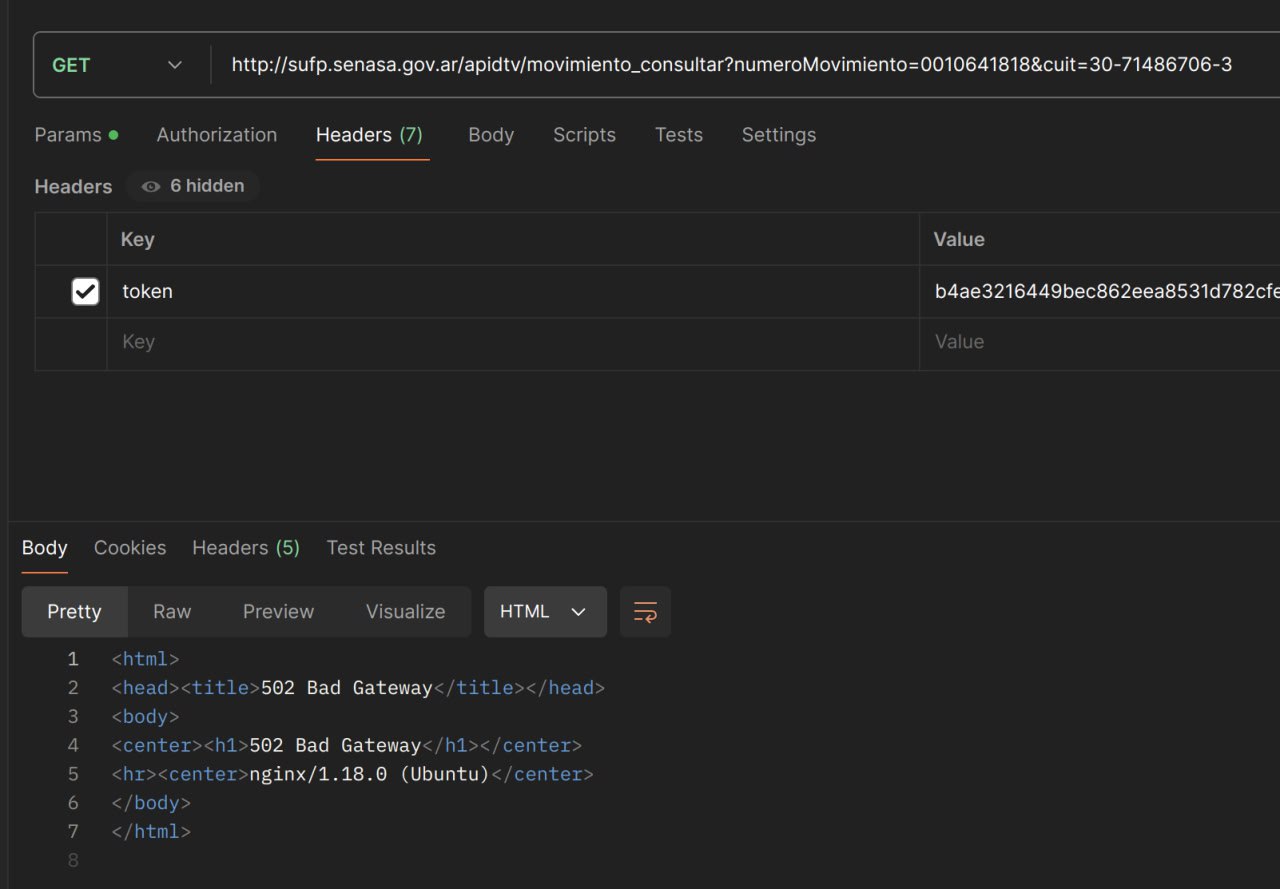 GET http://sufp.senasa.gov.ar/apidtv/movimiento_consultar?numeroMovimiento=0010641818&cuit=30-71486706-3
Params Authorization Headers (7) Body Scripts Tests Settings
Headers 6 hidden
Key Value
token b4ae3216449bec862eea8531d782cfe
Key Value
Body Cookies Headers (5) Test Results
Pretty Raw Preview Visualize HTML
1 <html>
2 <head><title>502 Bad Gateway</title></head>
3 <body>
4 <center><h1>502 Bad Gateway</h1></center>
5 <hr><center>nginx/1.18.0 (Ubuntu)</center>
6 </body>
7 </html>
8